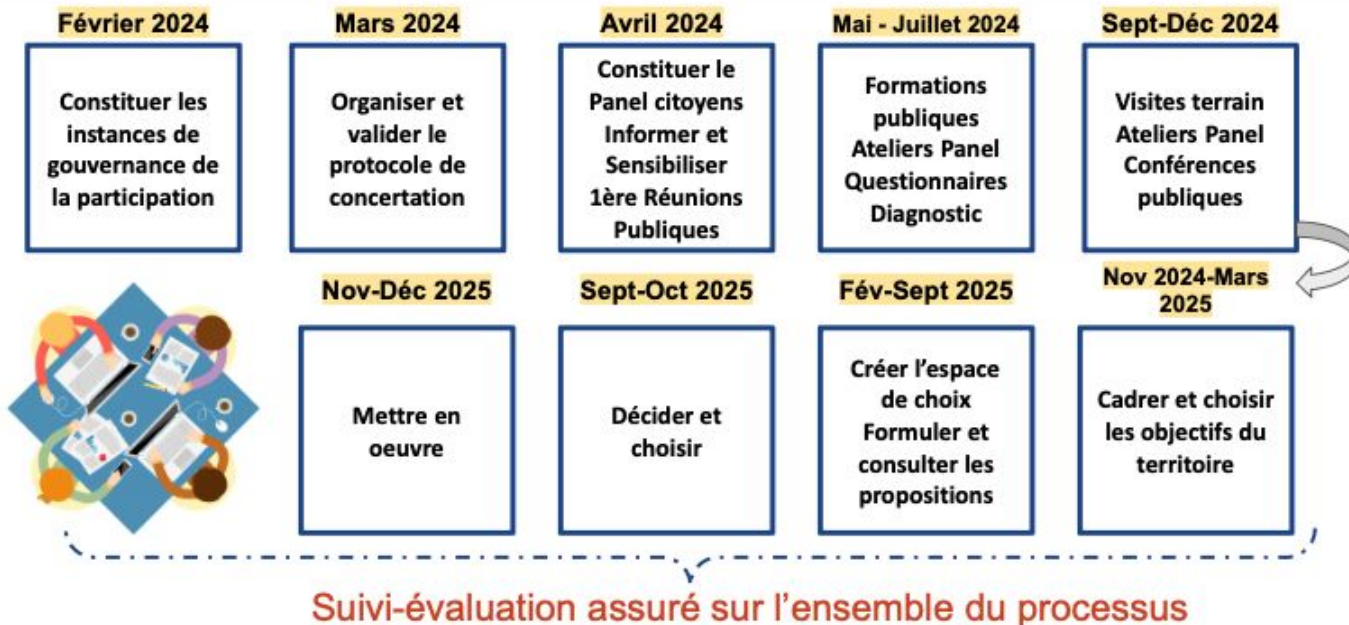 Février 2024
Constituer les
instances de
gouvernance de
la participation
Mars 2024
Organiser et
valider le
protocole de
concertation
Avril 2024
Constituer le
Panel citoyens
Informer et
Sensibiliser
1ère Réunions
Publiques
Mai - Juillet 2024
Formations
publiques
Ateliers Panel
Questionnaires
Diagnostic
Sept-Déc 2024
Visites terrain
Ateliers Panel
Conférences
publiques
Nov 2024-Mars
2025
Cadrer et choisir
les objectifs du
territoire
Fév-Sept 2025
Créer l’espace
de choix
Formuler et
consulter les
propositions
Sept-Oct 2025
Décider et
choisir
Nov-Déc 2025
Mettre en
oeuvre
Suivi-évaluation assuré sur l’ensemble du processus